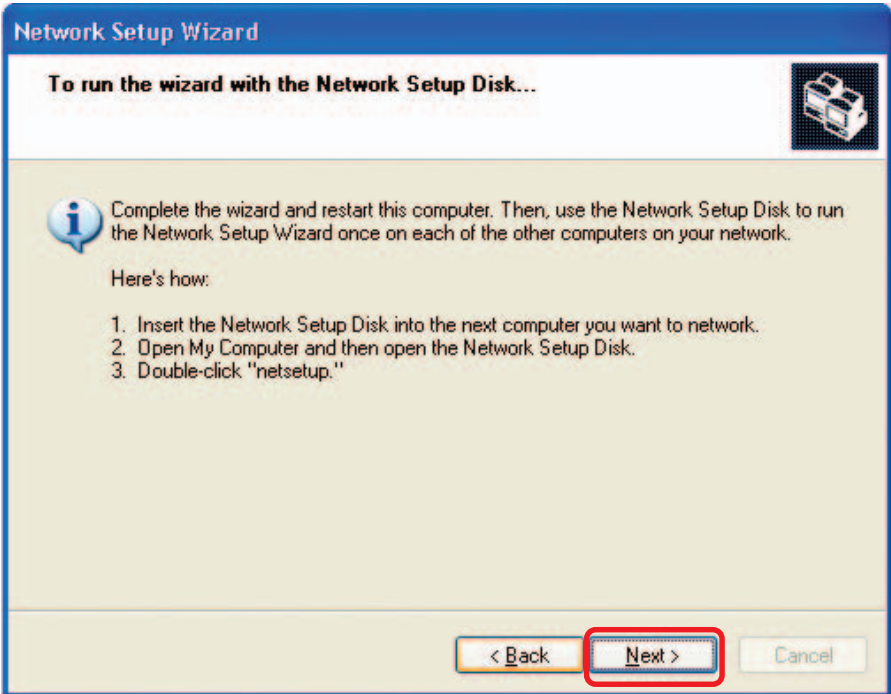 Network Setup Wizard
To run the wizard with the Network Setup Disk...
Complete the wizard and restart this computer. Then, use the Network Setup Disk to run
the Network Setup Wizard once on each of the other computers on your network.
Here's how:
1. Insert the Network Setup Disk into the next computer you want to network.
2. Open My Computer and then open the Network Setup Disk.
3. Double-click "netsetup."
< Back Next > Cancel